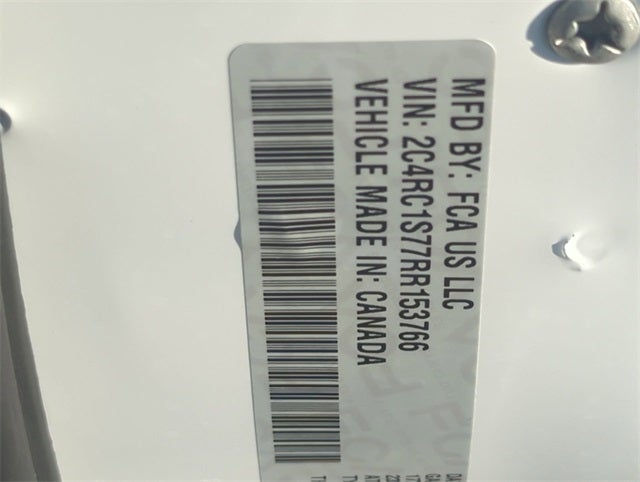 MFD BY: FCA US LLC
VIN: 2C4RC1S77RR153766
VEHICLE MADE IN: CANADA